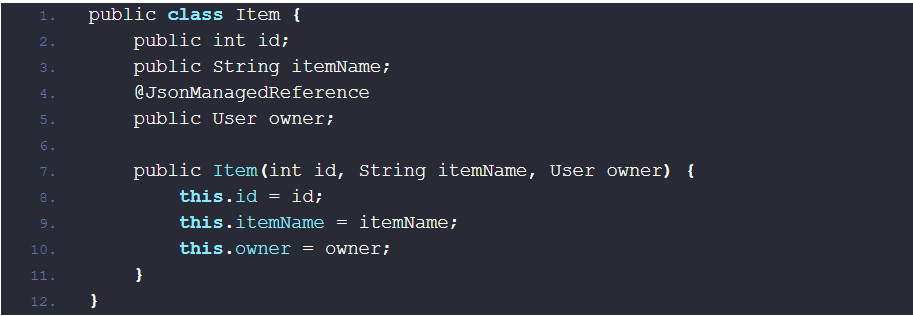 1. public class Item {
2.     public int id;
3.     public String itemName;
4.     @JsonManagedReference
5.     public User owner;
6.
7.     public Item(int id, String itemName, User owner) {
8.         this.id = id;
9.         this.itemName = itemName;
10.         this.owner = owner;
11.     }
12. }